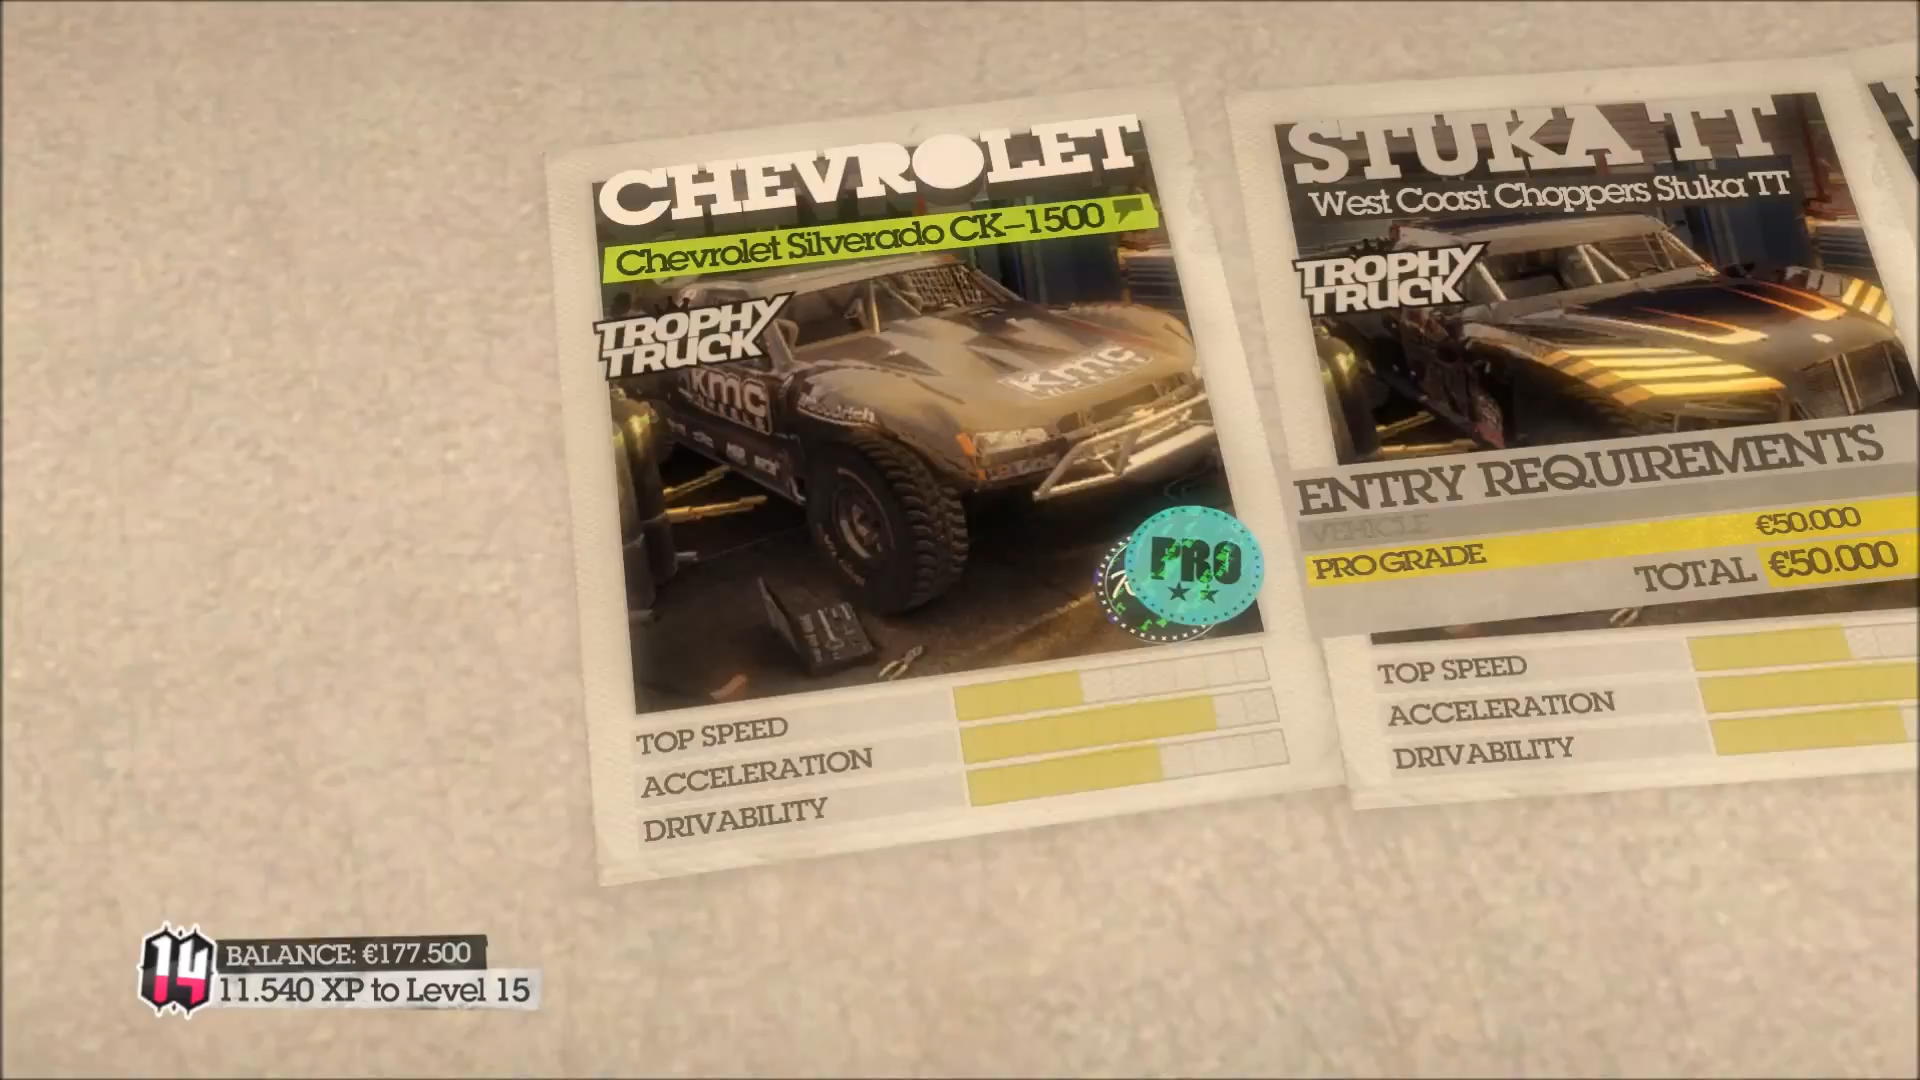 CHEVROLET
Chevrolet Silverado CK-1500
TROPHY
TRUCK
KMC
WHEELS
KMC
PRO
TOP SPEED
ACCELERATION
DRIVABILITY
STUKA TT
West Coast Choppers Stuka TT
TROPHY
TRUCK
ENTRY REQUIREMENTS
VEHICLE
€50.000
PRO GRADE
TOTAL €50.000
TOP SPEED
ACCELERATION
DRIVABILITY
14
BALANCE: €177.500
11.540 XP to Level 15